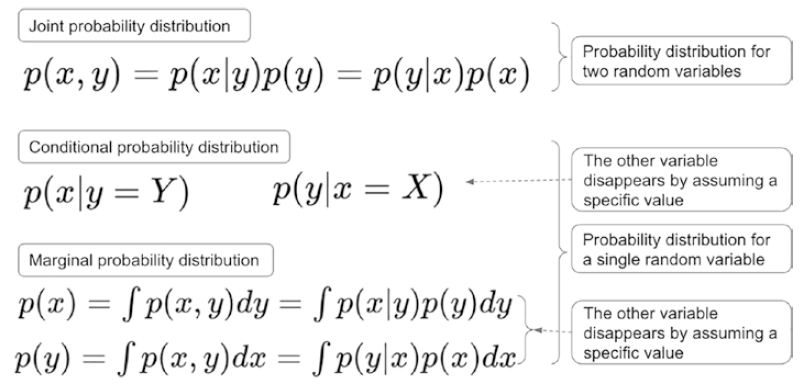 Joint probability distribution
p(x, y) = p(x|y)p(y) = p(y|x)p(x)
Probability distribution for
two random variables
Conditional probability distribution
p(x|y = Y)
p(y|x = X)
The other variable
disappears by assuming a
specific value
Probability distribution for
a single random variable
Marginal probability distribution
p(x) = ∫ p(x, y)dy = ∫ p(x|y)p(y)dy
p(y) = ∫ p(x, y)dx = ∫ p(y|x)p(x)dx
The other variable
disappears by assuming a
specific value